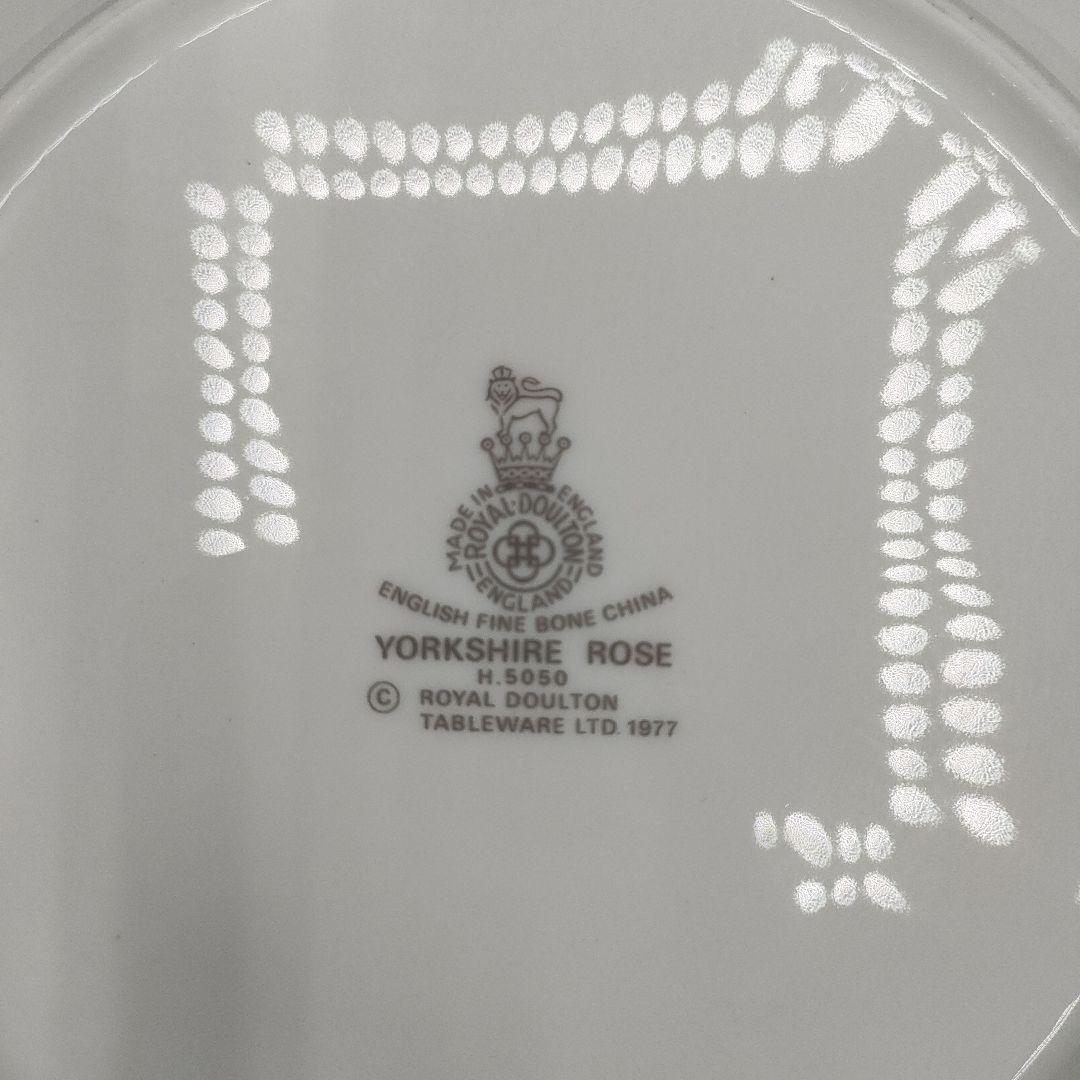 MADE IN ENGLAND
ROYAL·DOULTON
ENGLAND
ENGLISH FINE BONE CHINA
YORKSHIRE ROSE
H.5050
© ROYAL DOULTON
TABLEWARE LTD. 1977